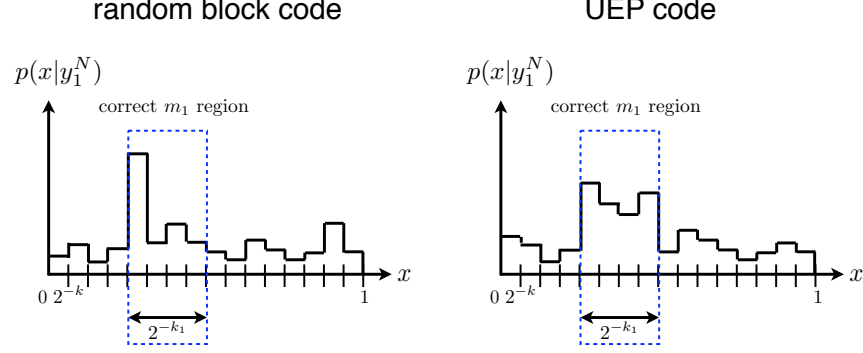 random block code
UEP code
p(x|y_1^N)
correct m_1 region
0 2^{-k}
1
x
2^{-k_1}
p(x|y_1^N)
correct m_1 region
0 2^{-k}
1
x
2^{-k_1}